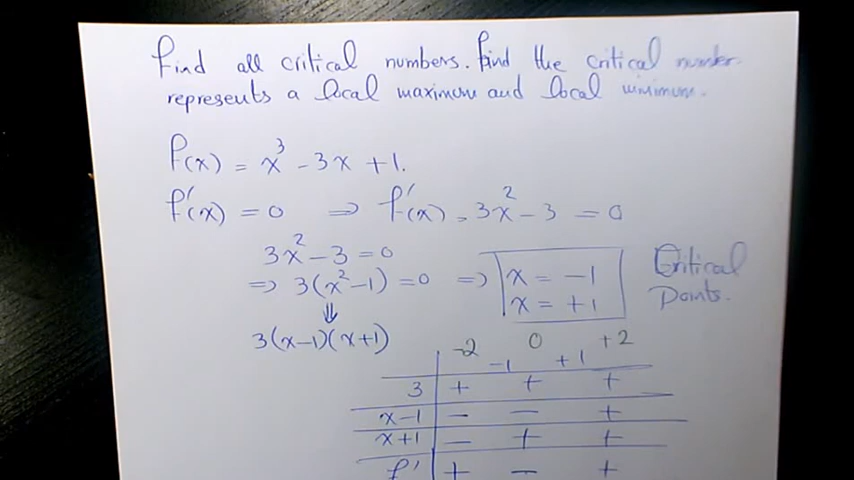 Find all critical numbers. Find the critical number
represents a local maximum and local minimum.
f(x) = x³ - 3x + 1.
f'(x) = 0 ⇒ f'(x) = 3x² - 3 = 0
3x² - 3 = 0
⇒ 3(x² - 1) = 0 ⇒ x = -1
x = +1
Critical
Points.
⇓
3(x-1)(x+1)
-2 0 +2
-1 +1
3 + + +
x-1 - - +
x+1 - + +
f' + - +